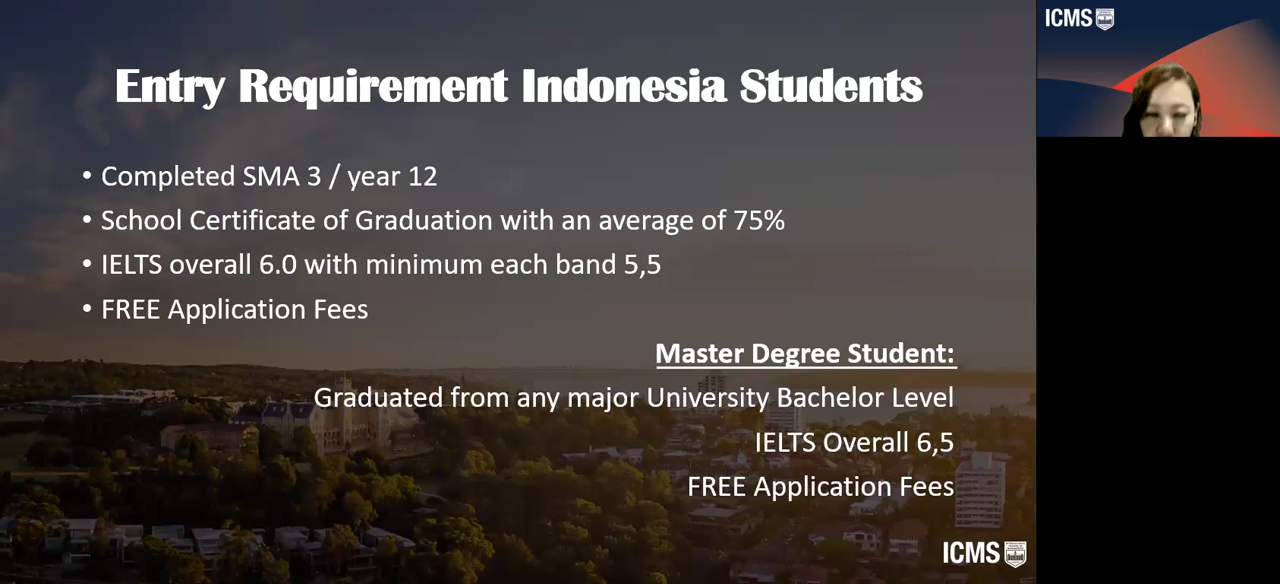 Entry Requirement Indonesia Students
• Completed SMA 3 / year 12
• School Certificate of Graduation with an average of 75%
• IELTS overall 6.0 with minimum each band 5,5
• FREE Application Fees
Master Degree Student:
Graduated from any major University Bachelor Level
IELTS Overall 6,5
FREE Application Fees
ICMS
ICMS